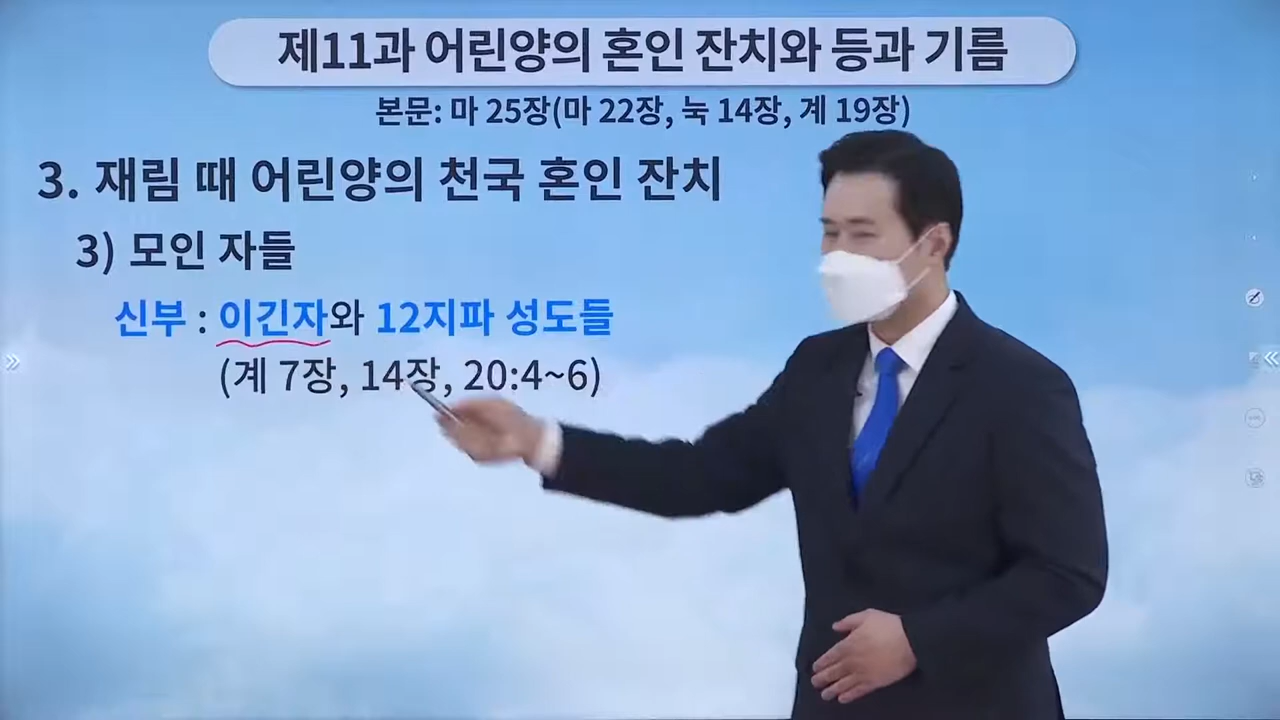 제11과 어린양의 혼인 잔치와 등과 기름
본문: 마 25장(마 22장, 눅 14장, 계 19장)
3. 재림 때 어린양의 천국 혼인 잔치
3) 모인 자들
신부 : 이긴자와 12지파 성도들
(계 7장, 14장, 20:4~6)